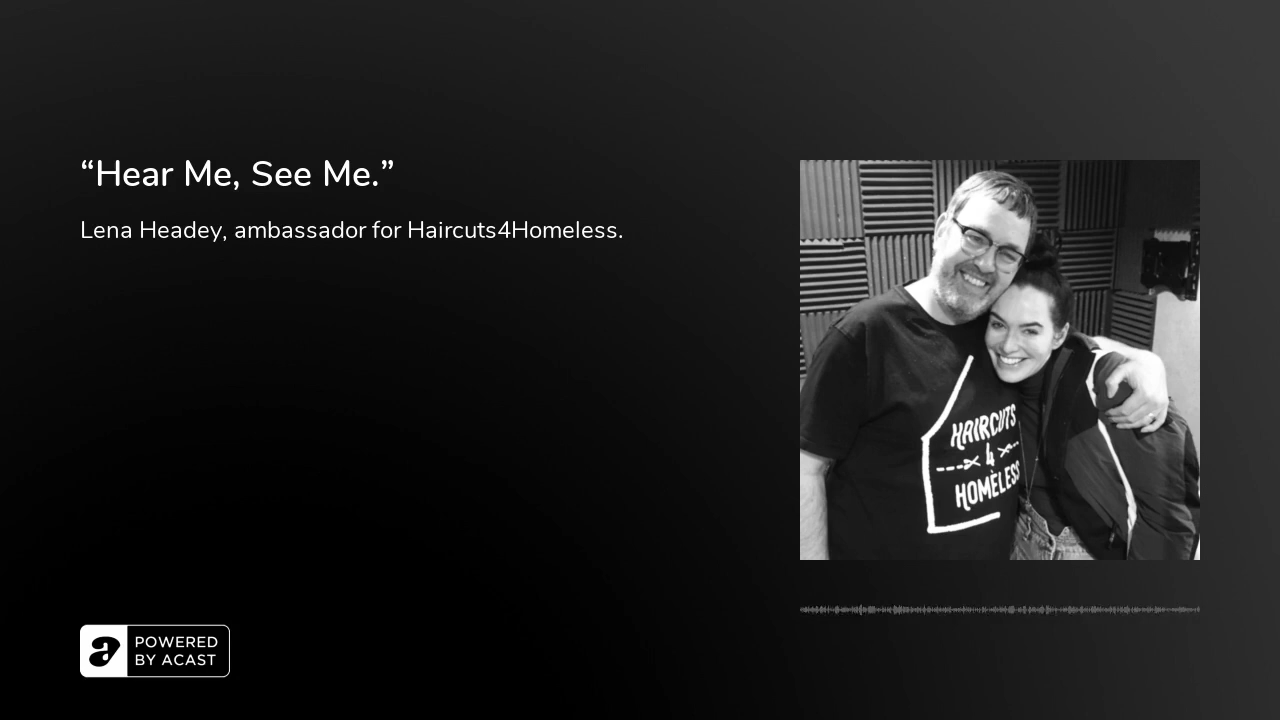 “Hear Me, See Me.”
Lena Headey, ambassador for Haircuts4Homeless.
HAIRCUTS
4
HOMELESS
a POWERED
BY ACAST